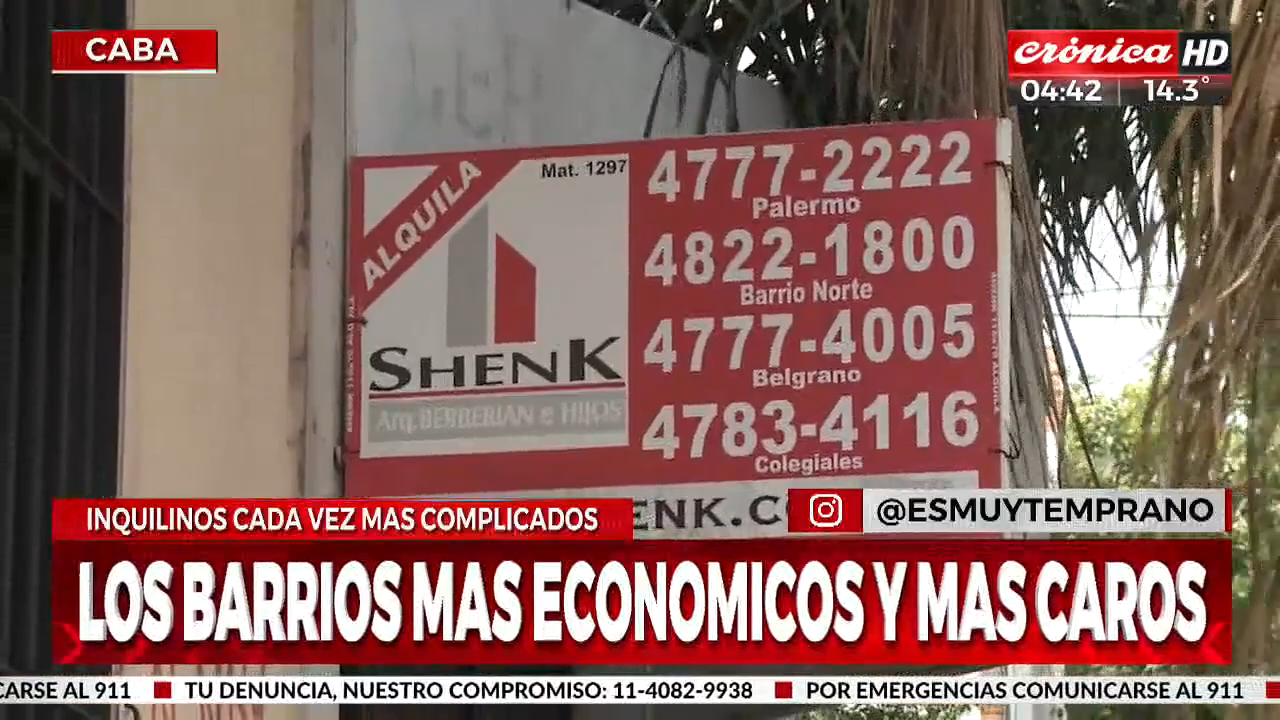 CABA
crónica HD
04:42 14.3°
ALQUILA
Mat. 1297
SHENK
Arq. BERBERIAN e HIJOS
4777-2222
Palermo
4822-1800
Barrio Norte
4777-4005
Belgrano
4783-4116
Colegiales
ENK.C
@ESMUYTEMPRANO
INQUILINOS CADA VEZ MAS COMPLICADOS
LOS BARRIOS MAS ECONOMICOS Y MAS CAROS
CARSE AL 911 TU DENUNCIA, NUESTRO COMPROMISO: 11-4082-9938 POR EMERGENCIAS COMUNICARSE AL 911